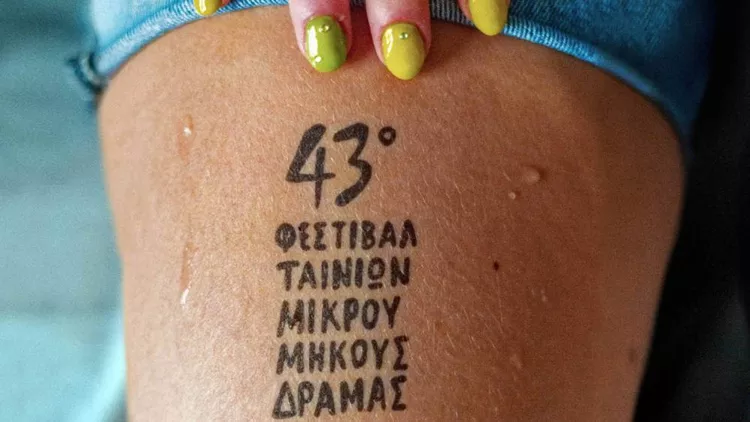 43°
ΦΕΣΤΙΒΑΛ
ΤΑΙΝΙΩΝ
ΜΙΚΡΟΥ
ΜΗΚΟΥΣ
ΔΡΑΜΑΣ